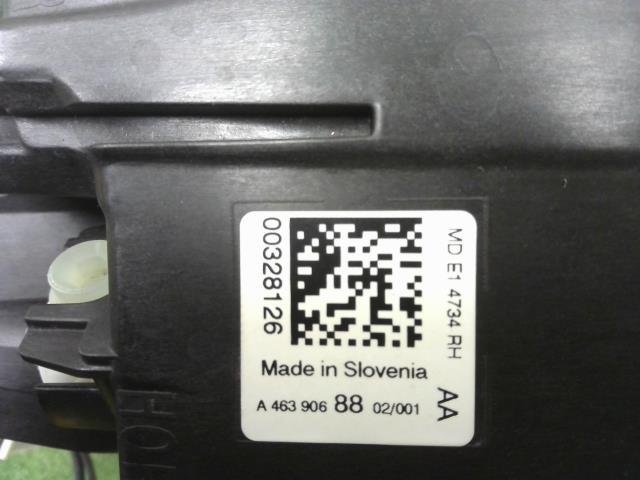 00328126
MD E1 4734 RH
Made in Slovenia
A 463 906 88 02/001
AA